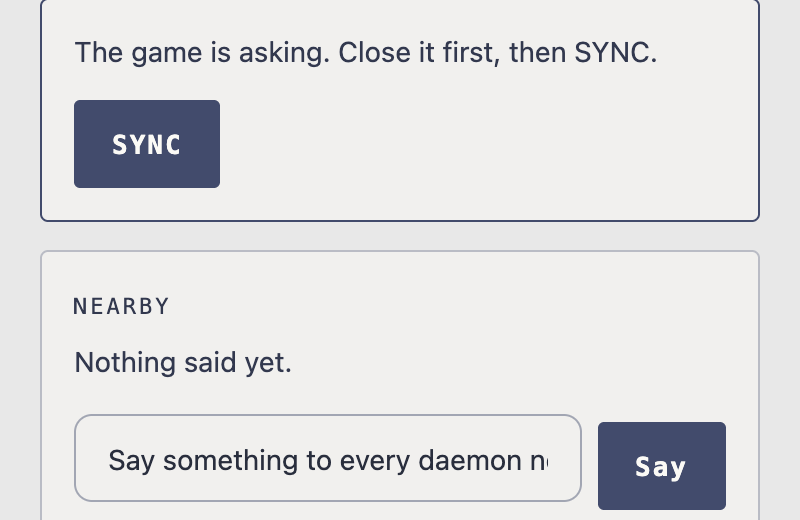 The game is asking. Close it first, then SYNC.
SYNC
NEARBY
Nothing said yet.
Say something to every daemon
Say